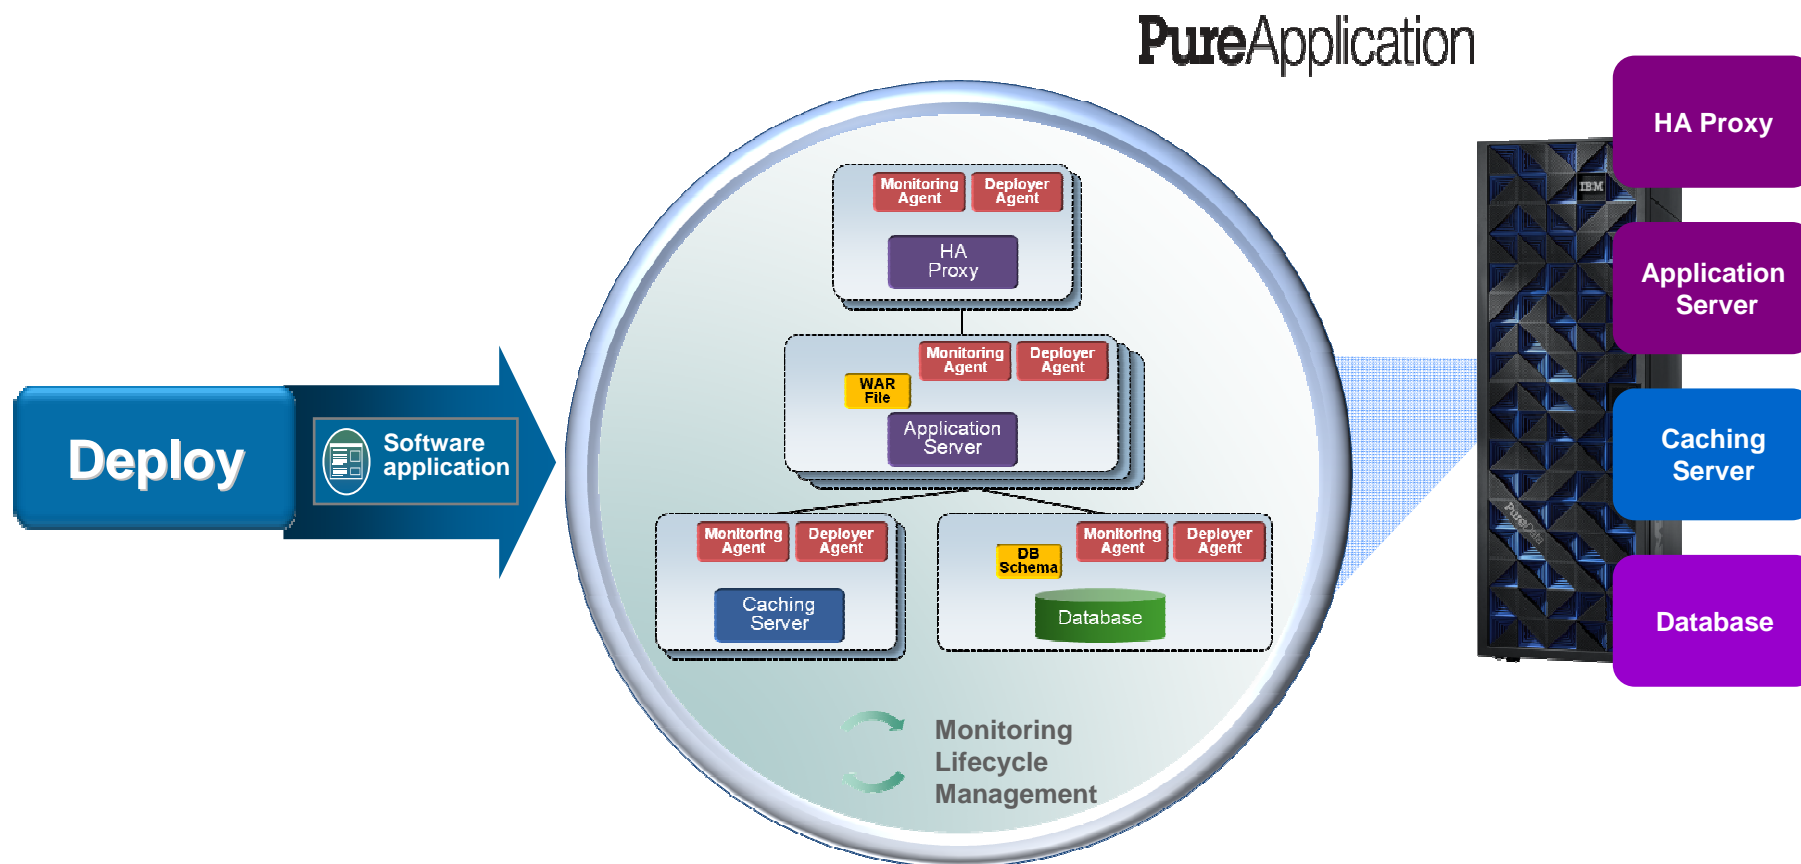 PureApplication
Deploy
Software
application
Monitoring
Agent
Deployer
Agent
HA
Proxy
Monitoring
Agent
Deployer
Agent
WAR
File
Application
Server
Monitoring
Agent
Deployer
Agent
Caching
Server
Monitoring
Agent
Deployer
Agent
DB
Schema
Database
Monitoring
Lifecycle
Management
IBM
PureData
HA Proxy
Application
Server
Caching
Server
Database